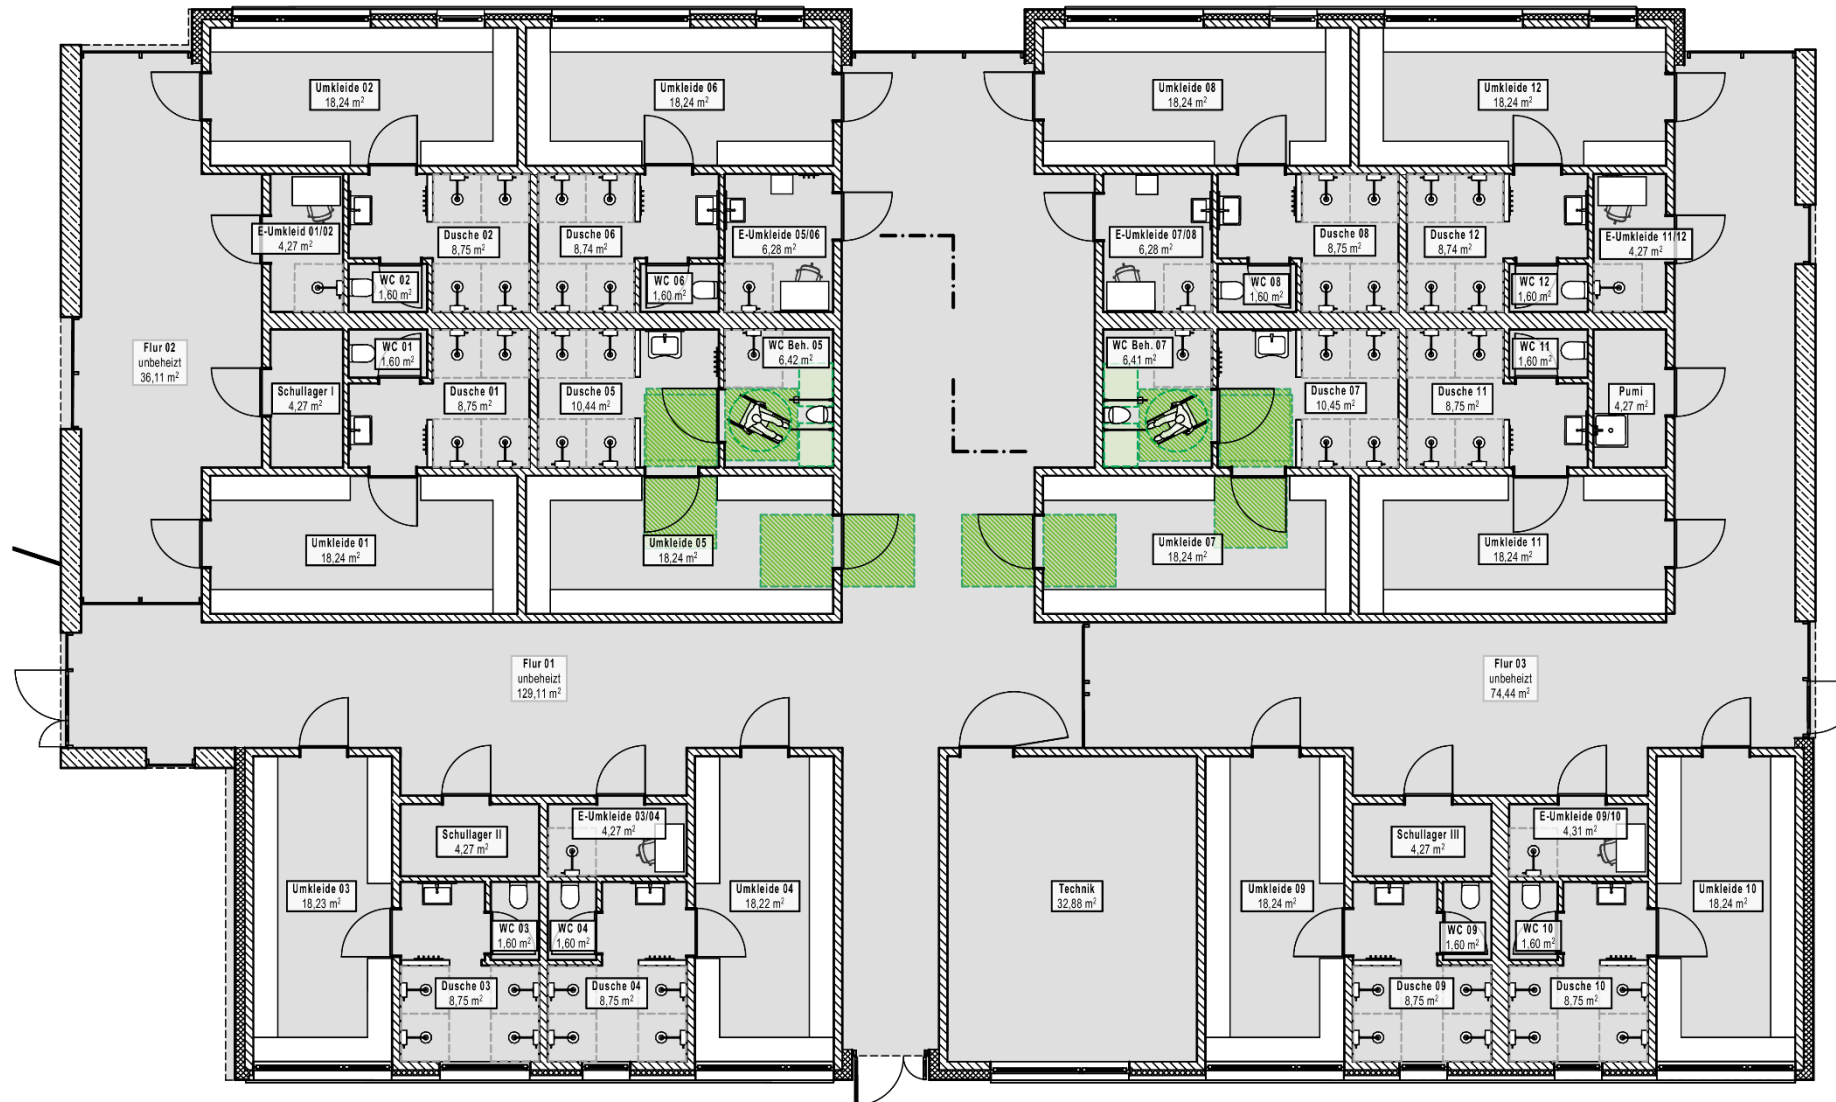 Umkleide 02
18,24 m²
Umkleide 06
18,24 m²
Umkleide 08
18,24 m²
Umkleide 12
18,24 m²
E-Umkleid 01/02
4,27 m²
Dusche 02
8,75 m²
Dusche 06
8,74 m²
E-Umkleide 05/06
6,28 m²
E-Umkleide 07/08
6,28 m²
Dusche 08
8,75 m²
Dusche 12
8,74 m²
E-Umkleide 11/12
4,27 m²
WC 02
1,60 m²
WC 06
1,60 m²
WC 08
1,60 m²
WC 12
1,60 m²
Flur 02
unbeheizt
36,11 m²
WC 01
1,60 m²
WC Beh. 05
6,42 m²
WC Beh. 07
6,41 m²
WC 11
1,60 m²
Schullager I
4,27 m²
Dusche 01
8,75 m²
Dusche 05
10,44 m²
Dusche 07
10,45 m²
Dusche 11
8,75 m²
Pumi
4,27 m²
Umkleide 01
18,24 m²
Umkleide 05
18,24 m²
Umkleide 07
18,24 m²
Umkleide 11
18,24 m²
Flur 01
unbeheizt
129,11 m²
Flur 03
unbeheizt
74,44 m²
Schullager II
4,27 m²
E-Umkleide 03/04
4,27 m²
Schullager III
4,27 m²
E-Umkleide 09/10
4,31 m²
Umkleide 03
18,23 m²
Umkleide 04
18,22 m²
Technik
32,88 m²
Umkleide 09
18,24 m²
Umkleide 10
18,24 m²
WC 03
1,60 m²
WC 04
1,60 m²
WC 09
1,60 m²
WC 10
1,60 m²
Dusche 03
8,75 m²
Dusche 04
8,75 m²
Dusche 09
8,75 m²
Dusche 10
8,75 m²